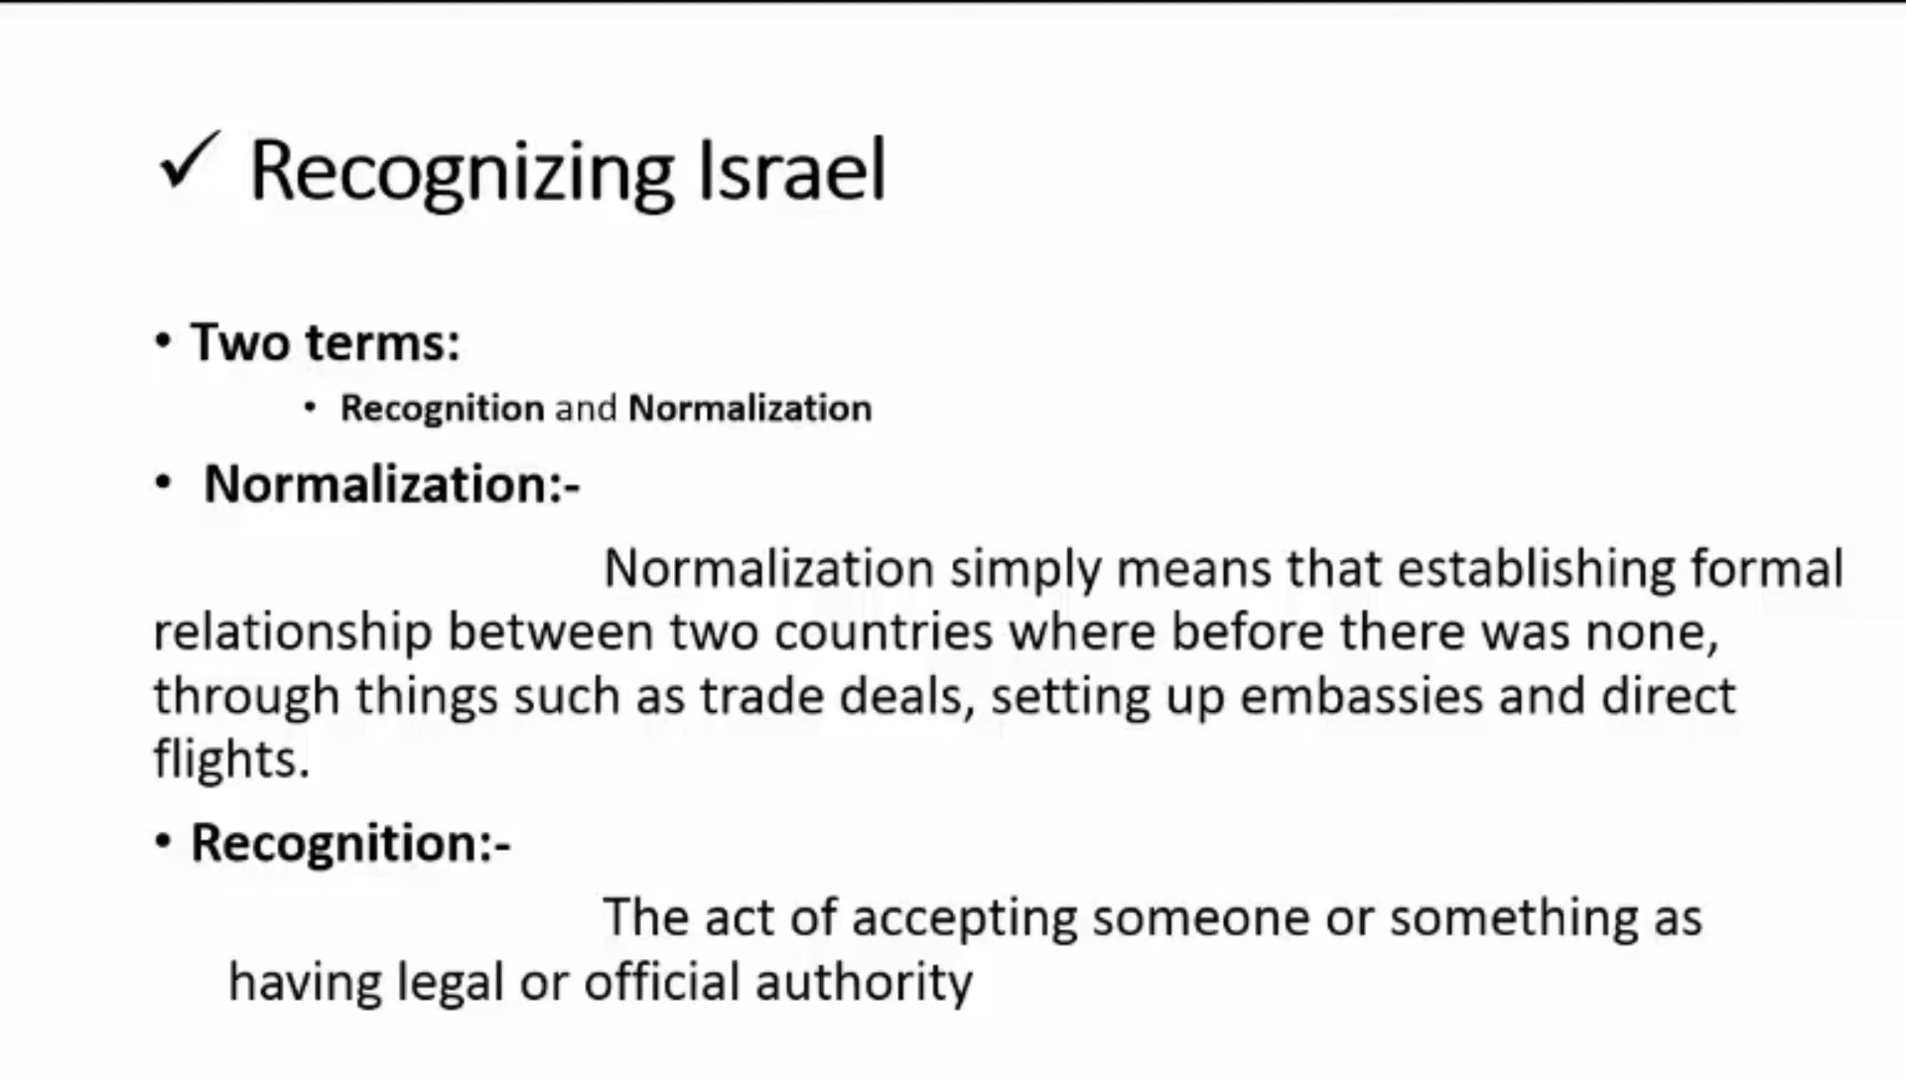 ✓ Recognizing Israel
• Two terms:
• Recognition and Normalization
• Normalization:-
Normalization simply means that establishing formal
relationship between two countries where before there was none,
through things such as trade deals, setting up embassies and direct
flights.
• Recognition:-
The act of accepting someone or something as
having legal or official authority